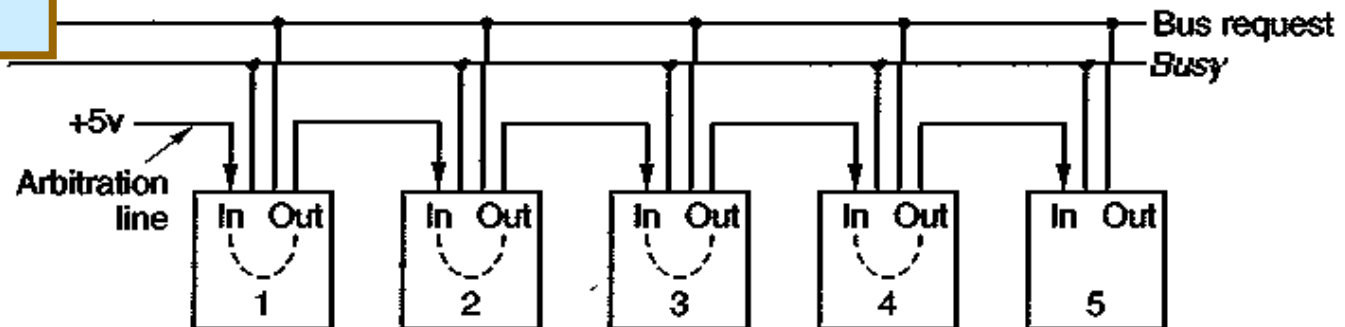 Bus request
Busy
+5v
Arbitration
line
In Out In Out In Out In Out In Out
1 2 3 4 5